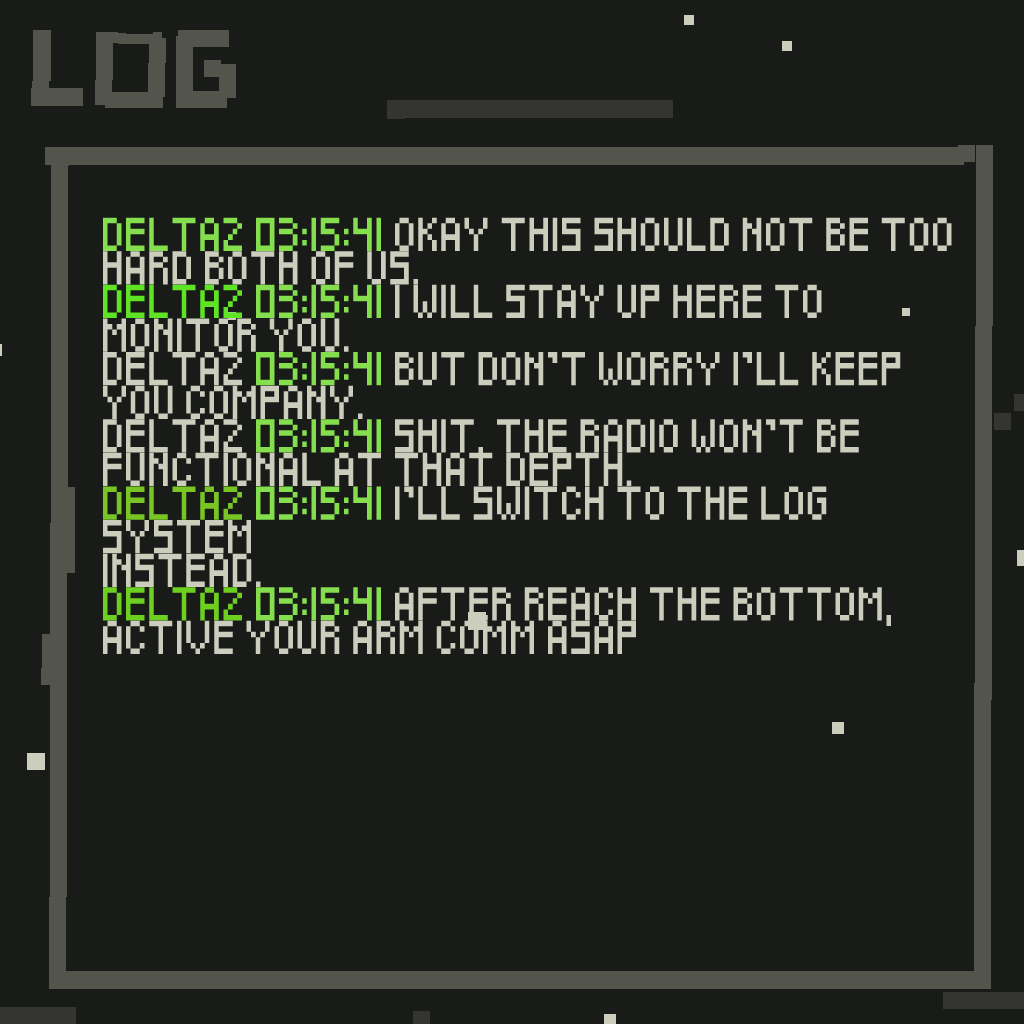 LOG
DELTAZ 03:15:41 OKAY THIS SHOULD NOT BE TOO
HARD BOTH OF US.
DELTAZ 03:15:41 I WILL STAY UP HERE TO
MONITOR YOU.
DELTAZ 03:15:41 BUT DON'T WORRY I'LL KEEP
YOU COMPANY.
DELTAZ 03:15:41 SHIT. THE RADIO WON'T BE
FUNCTIONAL AT THAT DEPTH.
DELTAZ 03:15:41 I'LL SWITCH TO THE LOG
SYSTEM
INSTEAD.
DELTAZ 03:15:41 AFTER REACH THE BOTTOM,
ACTIVE YOUR ARM COMM ASAP